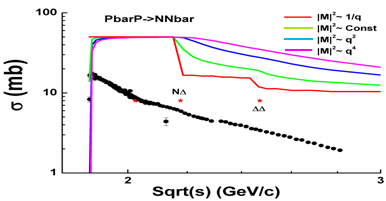 PbarP->NNbar
|M|²~ 1/q
|M|²~ Const
|M|²~ q²
|M|²~ q⁴
100
10
1
σ (mb)
NΔ
ΔΔ
2
3
Sqrt(s) (GeV/c)